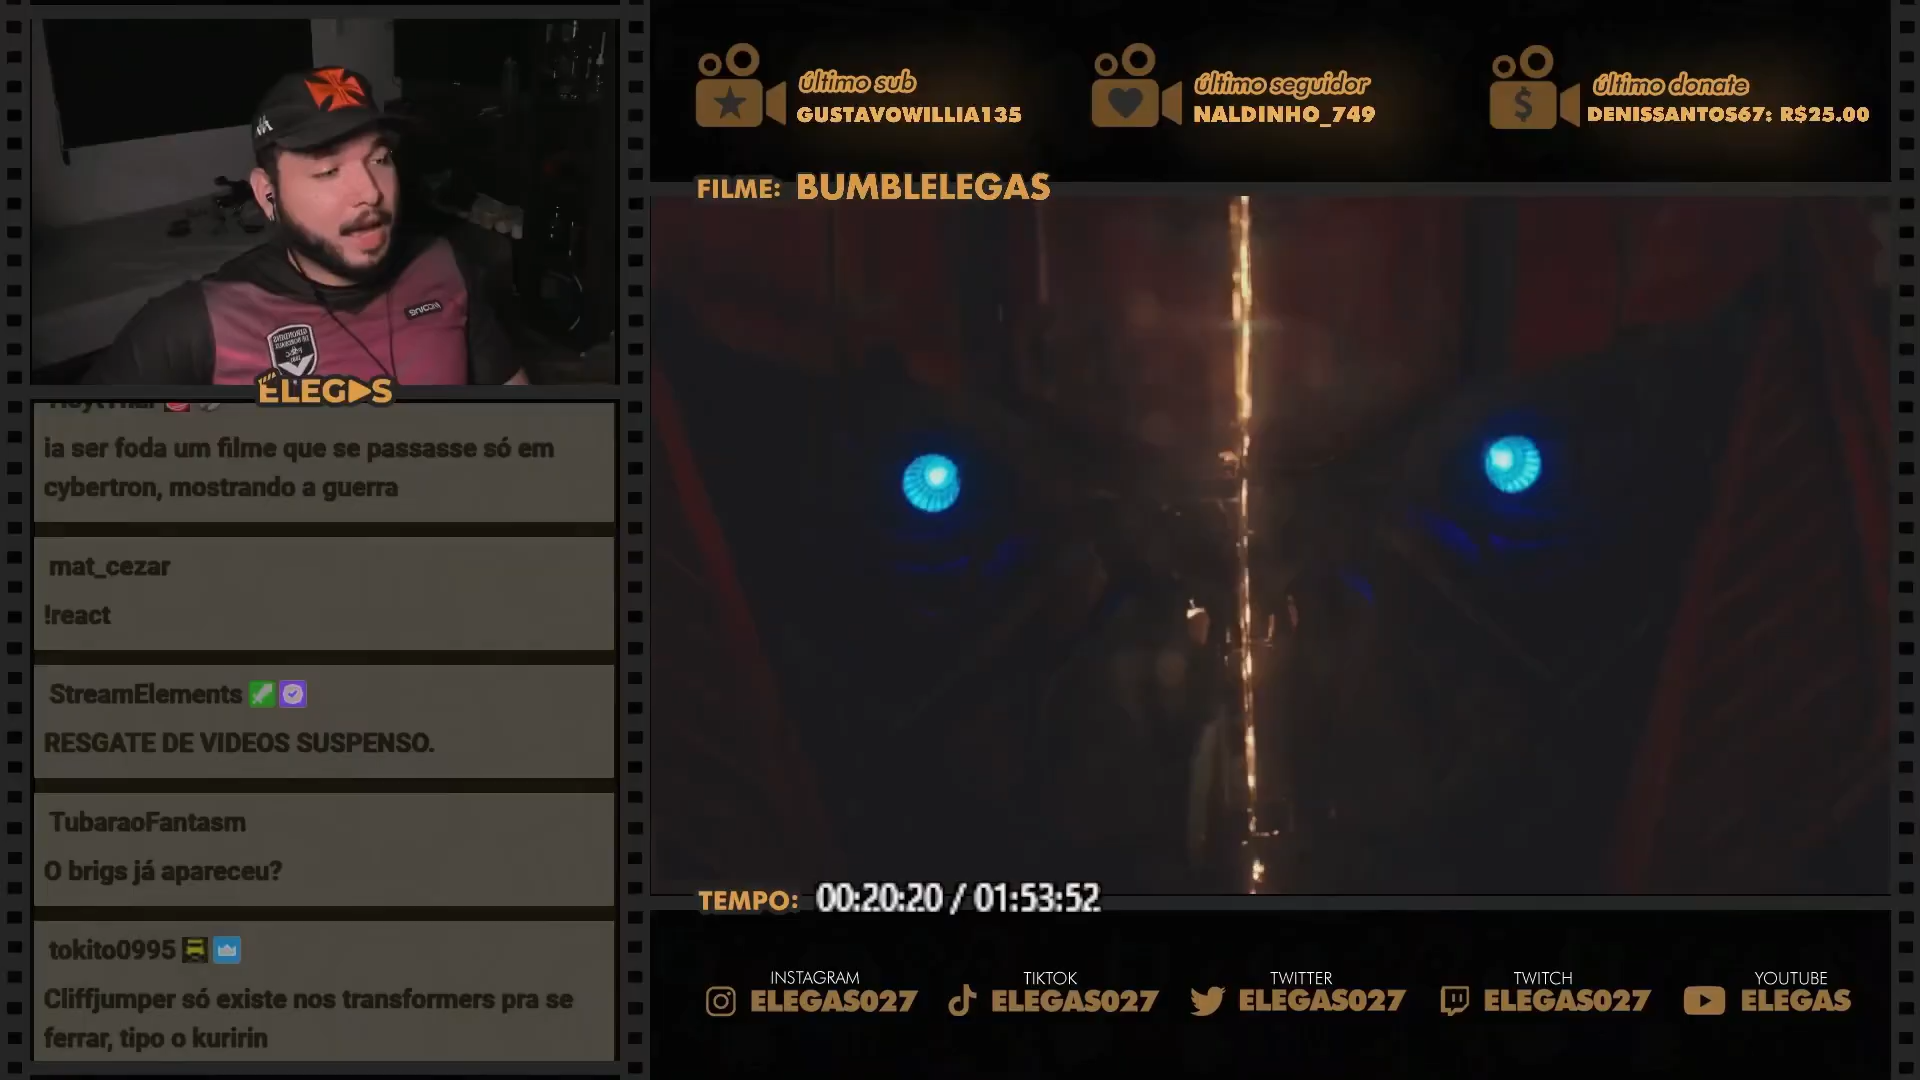 último sub
GUSTAVOWILLIA135
último seguidor
NALDINHO_749
último donate
DENISSANTOS67: R$25.00
FILME: BUMBLELEGAS
ELEGAS
ia ser foda um filme que se passasse só em
cybertron, mostrando a guerra
mat_cezar
!react
StreamElements
RESGATE DE VIDEOS SUSPENSO.
TubaraoFantasm
O brigs já apareceu?
tokito0995
Cliffjumper só existe nos transformers pra se
ferrar, tipo o kuririn
TEMPO: 00:20:20 / 01:53:52
INSTAGRAM
ELEGAS027
TIKTOK
ELEGAS027
TWITTER
ELEGAS027
TWITCH
ELEGAS027
YOUTUBE
ELEGAS